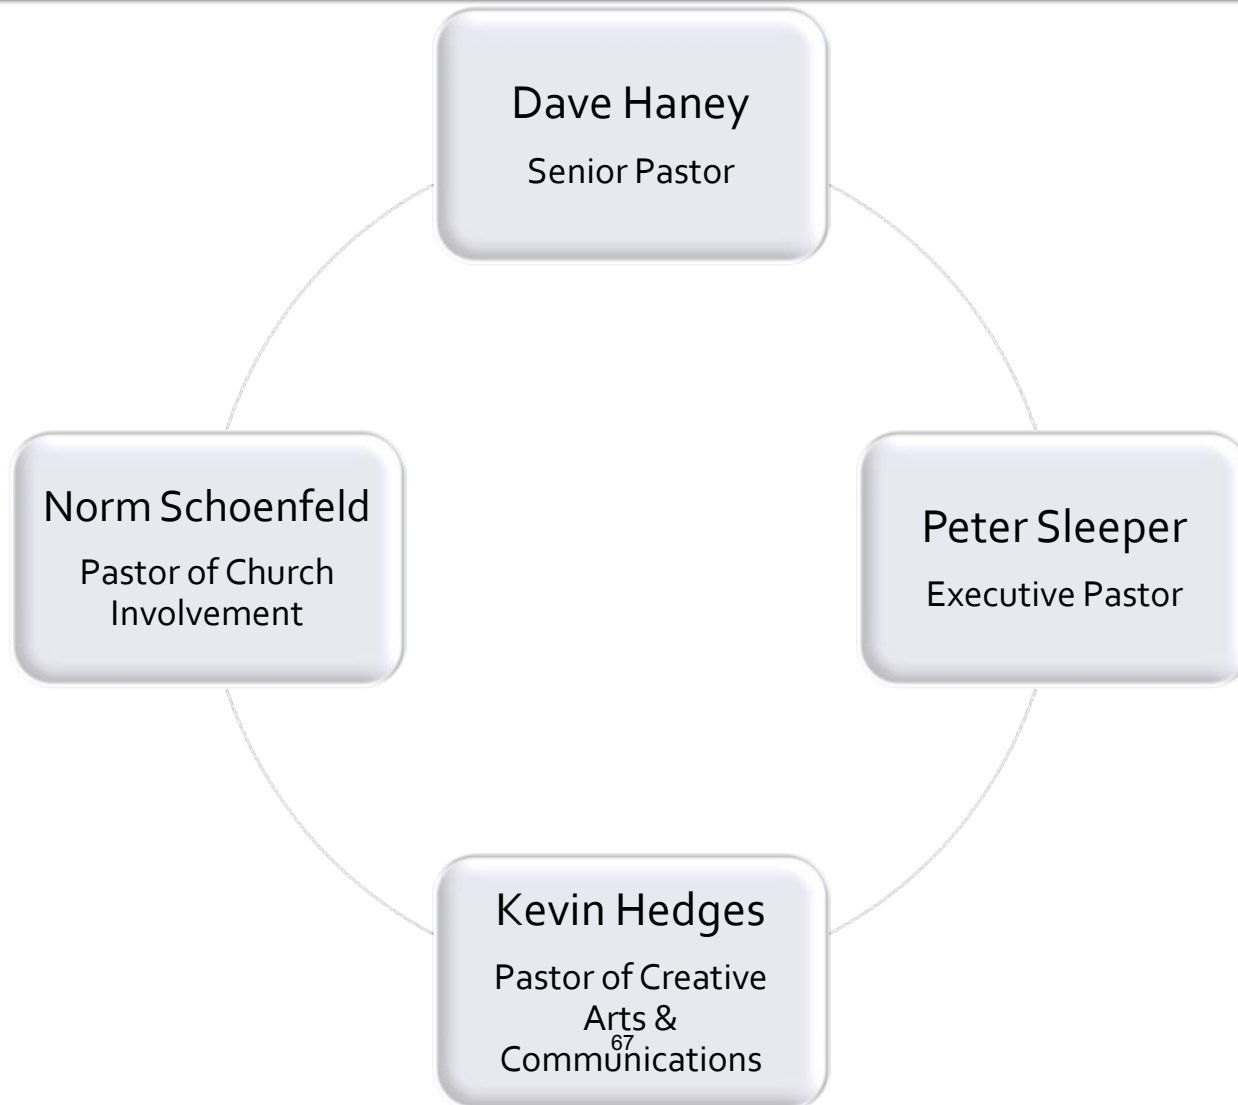 Dave Haney
Senior Pastor
Norm Schoenfeld
Pastor of Church
Involvement
Peter Sleeper
Executive Pastor
Kevin Hedges
Pastor of Creative
Arts &
Communications
67